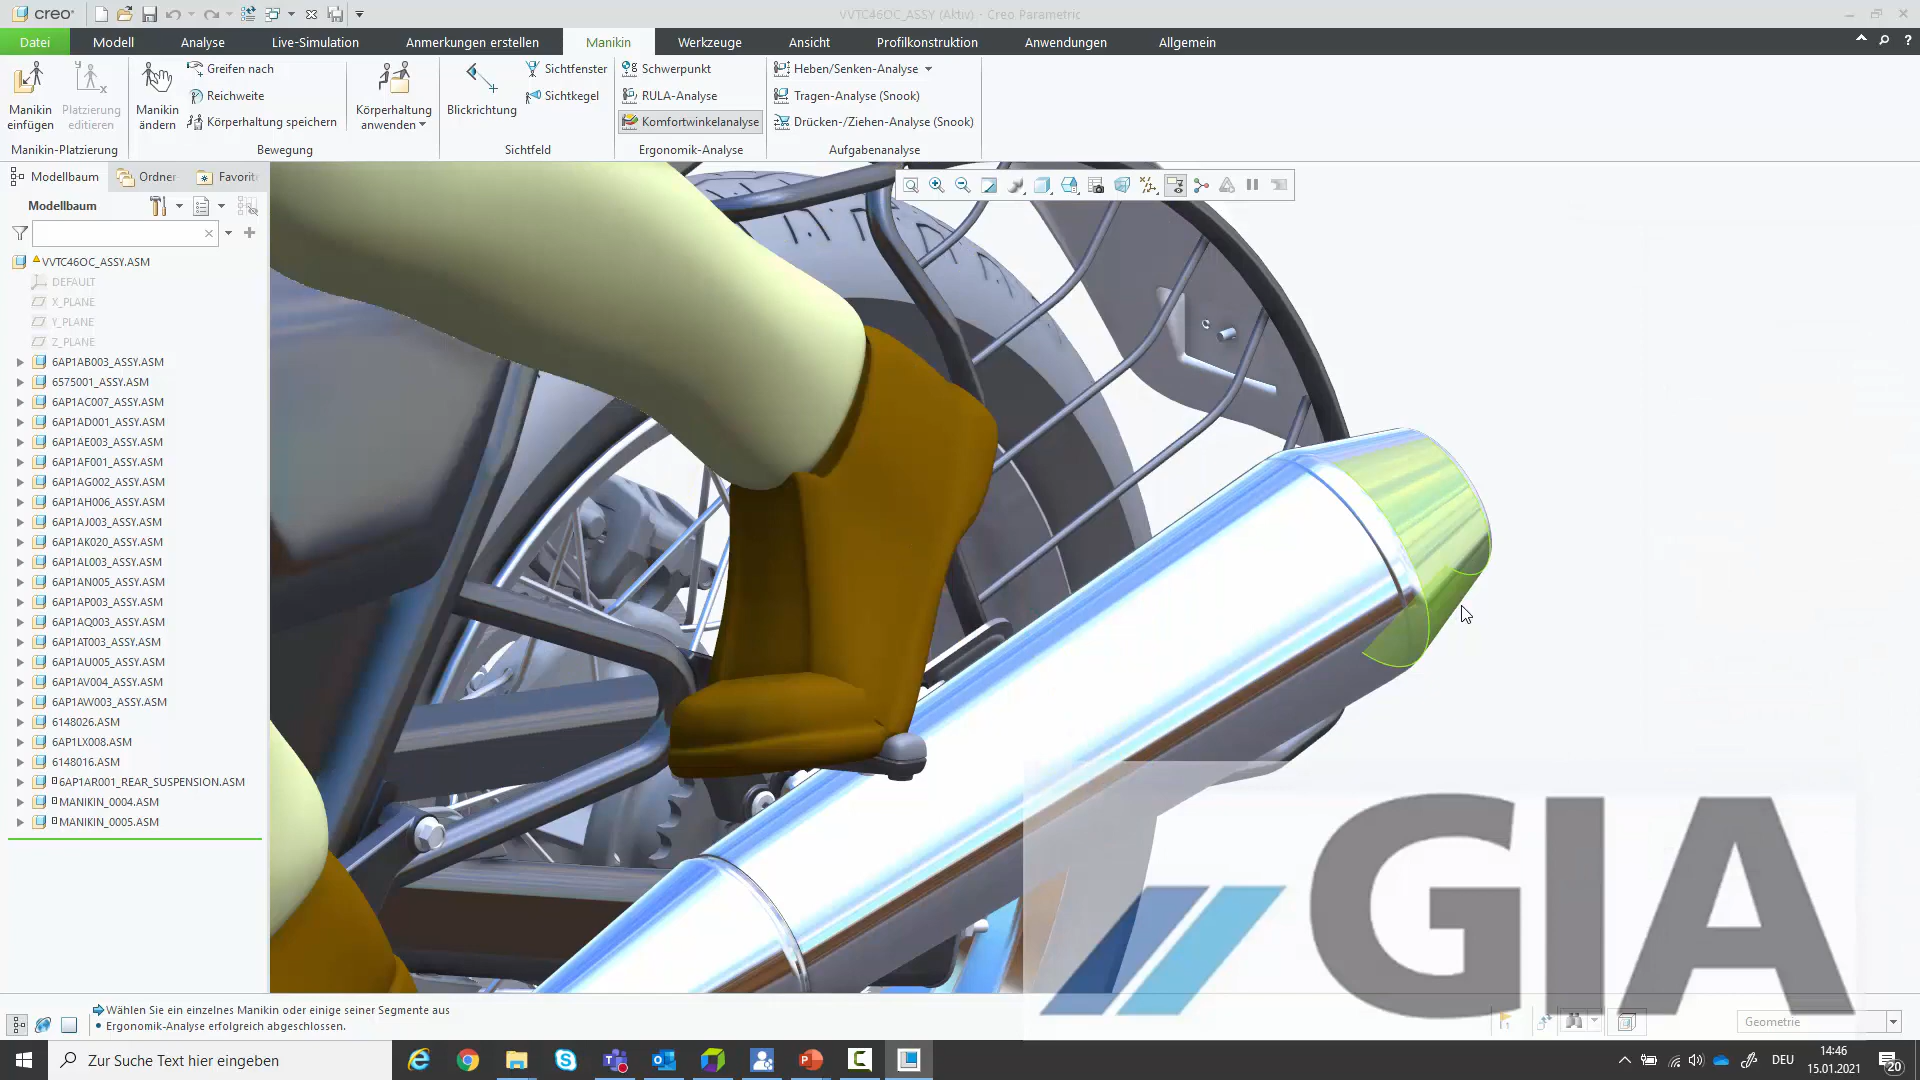 creo
VVTC46OC_ASSY (Aktiv) - Creo Parametric
Datei Modell Analyse Live-Simulation Anmerkungen erstellen Manikin Werkzeuge Ansicht Profilkonstruktion Anwendungen Allgemein
Manikin einfügen
Platzierung editieren
Manikin-Platzierung
Manikin ändern
Greifen nach
Reichweite
Körperhaltung speichern
Körperhaltung anwenden
Bewegung
Blickrichtung
Sichtfenster
Sichtkegel
Sichtfeld
Schwerpunkt
RULA-Analyse
Komfortwinkelanalyse
Ergonomik-Analyse
Heben/Senken-Analyse
Tragen-Analyse (Snook)
Drücken-/Ziehen-Analyse (Snook)
Aufgabenanalyse
Modellbaum Ordner Favorit
Modellbaum
VVTC46OC_ASSY.ASM
DEFAULT
X_PLANE
Y_PLANE
Z_PLANE
6AP1AB003_ASSY.ASM
6575001_ASSY.ASM
6AP1AC007_ASSY.ASM
6AP1AD001_ASSY.ASM
6AP1AE003_ASSY.ASM
6AP1AF001_ASSY.ASM
6AP1AG002_ASSY.ASM
6AP1AH006_ASSY.ASM
6AP1AJ003_ASSY.ASM
6AP1AK020_ASSY.ASM
6AP1AL003_ASSY.ASM
6AP1AN005_ASSY.ASM
6AP1AP003_ASSY.ASM
6AP1AQ003_ASSY.ASM
6AP1AT003_ASSY.ASM
6AP1AU005_ASSY.ASM
6AP1AV004_ASSY.ASM
6AP1AW003_ASSY.ASM
6148026.ASM
6AP1LX008.ASM
6148016.ASM
6AP1AR001_REAR_SUSPENSION.ASM
MANIKIN_0004.ASM
MANIKIN_0005.ASM
GIA
Wählen Sie ein einzelnes Manikin oder einige seiner Segmente aus
• Ergonomik-Analyse erfolgreich abgeschlossen.
Geometrie
Zur Suche Text hier eingeben
DEU
14:46
15.01.2021
20